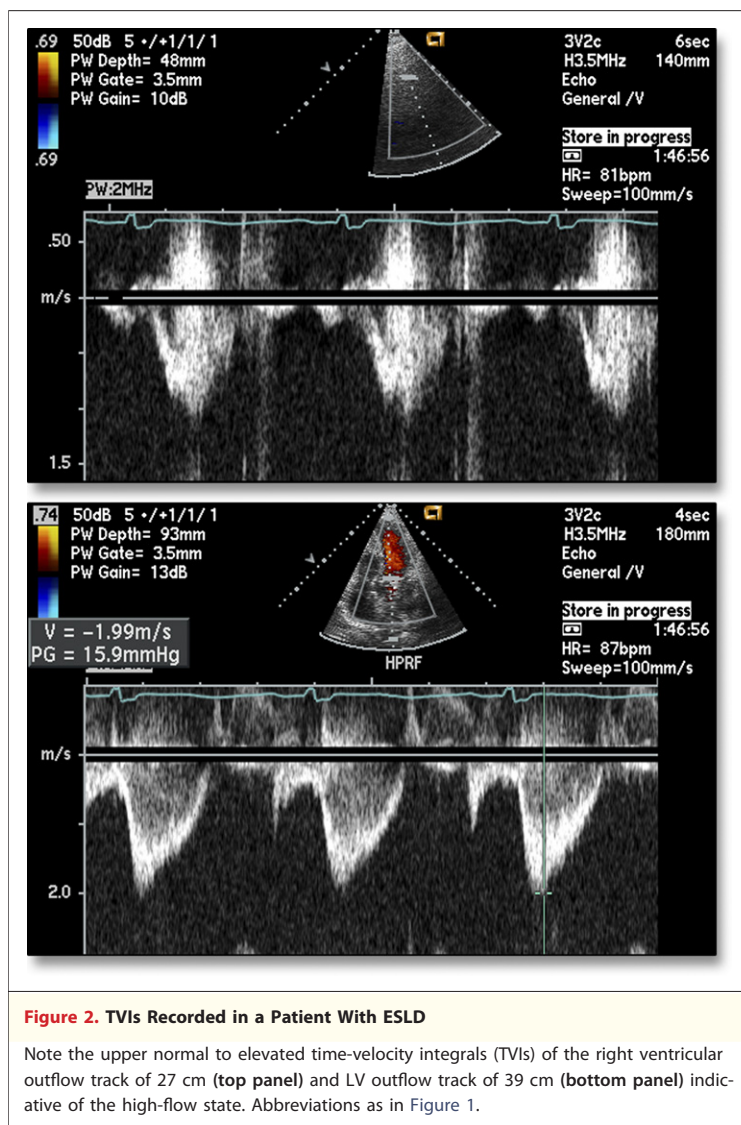 .69 50dB 5 •/+1/1/ 1 3V2c 6sec
PW Depth= 48mm H3.5MHz 140mm
PW Gate= 3.5mm Echo
PW Gain= 10dB General /V
.69 Store in progress
1:46:56
HR= 81bpm
PW:2MHz Sweep=100mm/s
.50
m/s
1.5
.74 50dB 5 •/+1/1/ 1 3V2c 4sec
PW Depth= 93mm H3.5MHz 180mm
PW Gate= 3.5mm Echo
PW Gain= 13dB General /V
Store in progress
V = -1.99m/s 1:46:56
PG = 15.9mmHg HPRF HR= 87bpm
Sweep=100mm/s
m/s
2.0
Figure 2. TVIs Recorded in a Patient With ESLD
Note the upper normal to elevated time-velocity integrals (TVIs) of the right ventricular
outflow track of 27 cm (top panel) and LV outflow track of 39 cm (bottom panel) indic-
ative of the high-flow state. Abbreviations as in Figure 1.